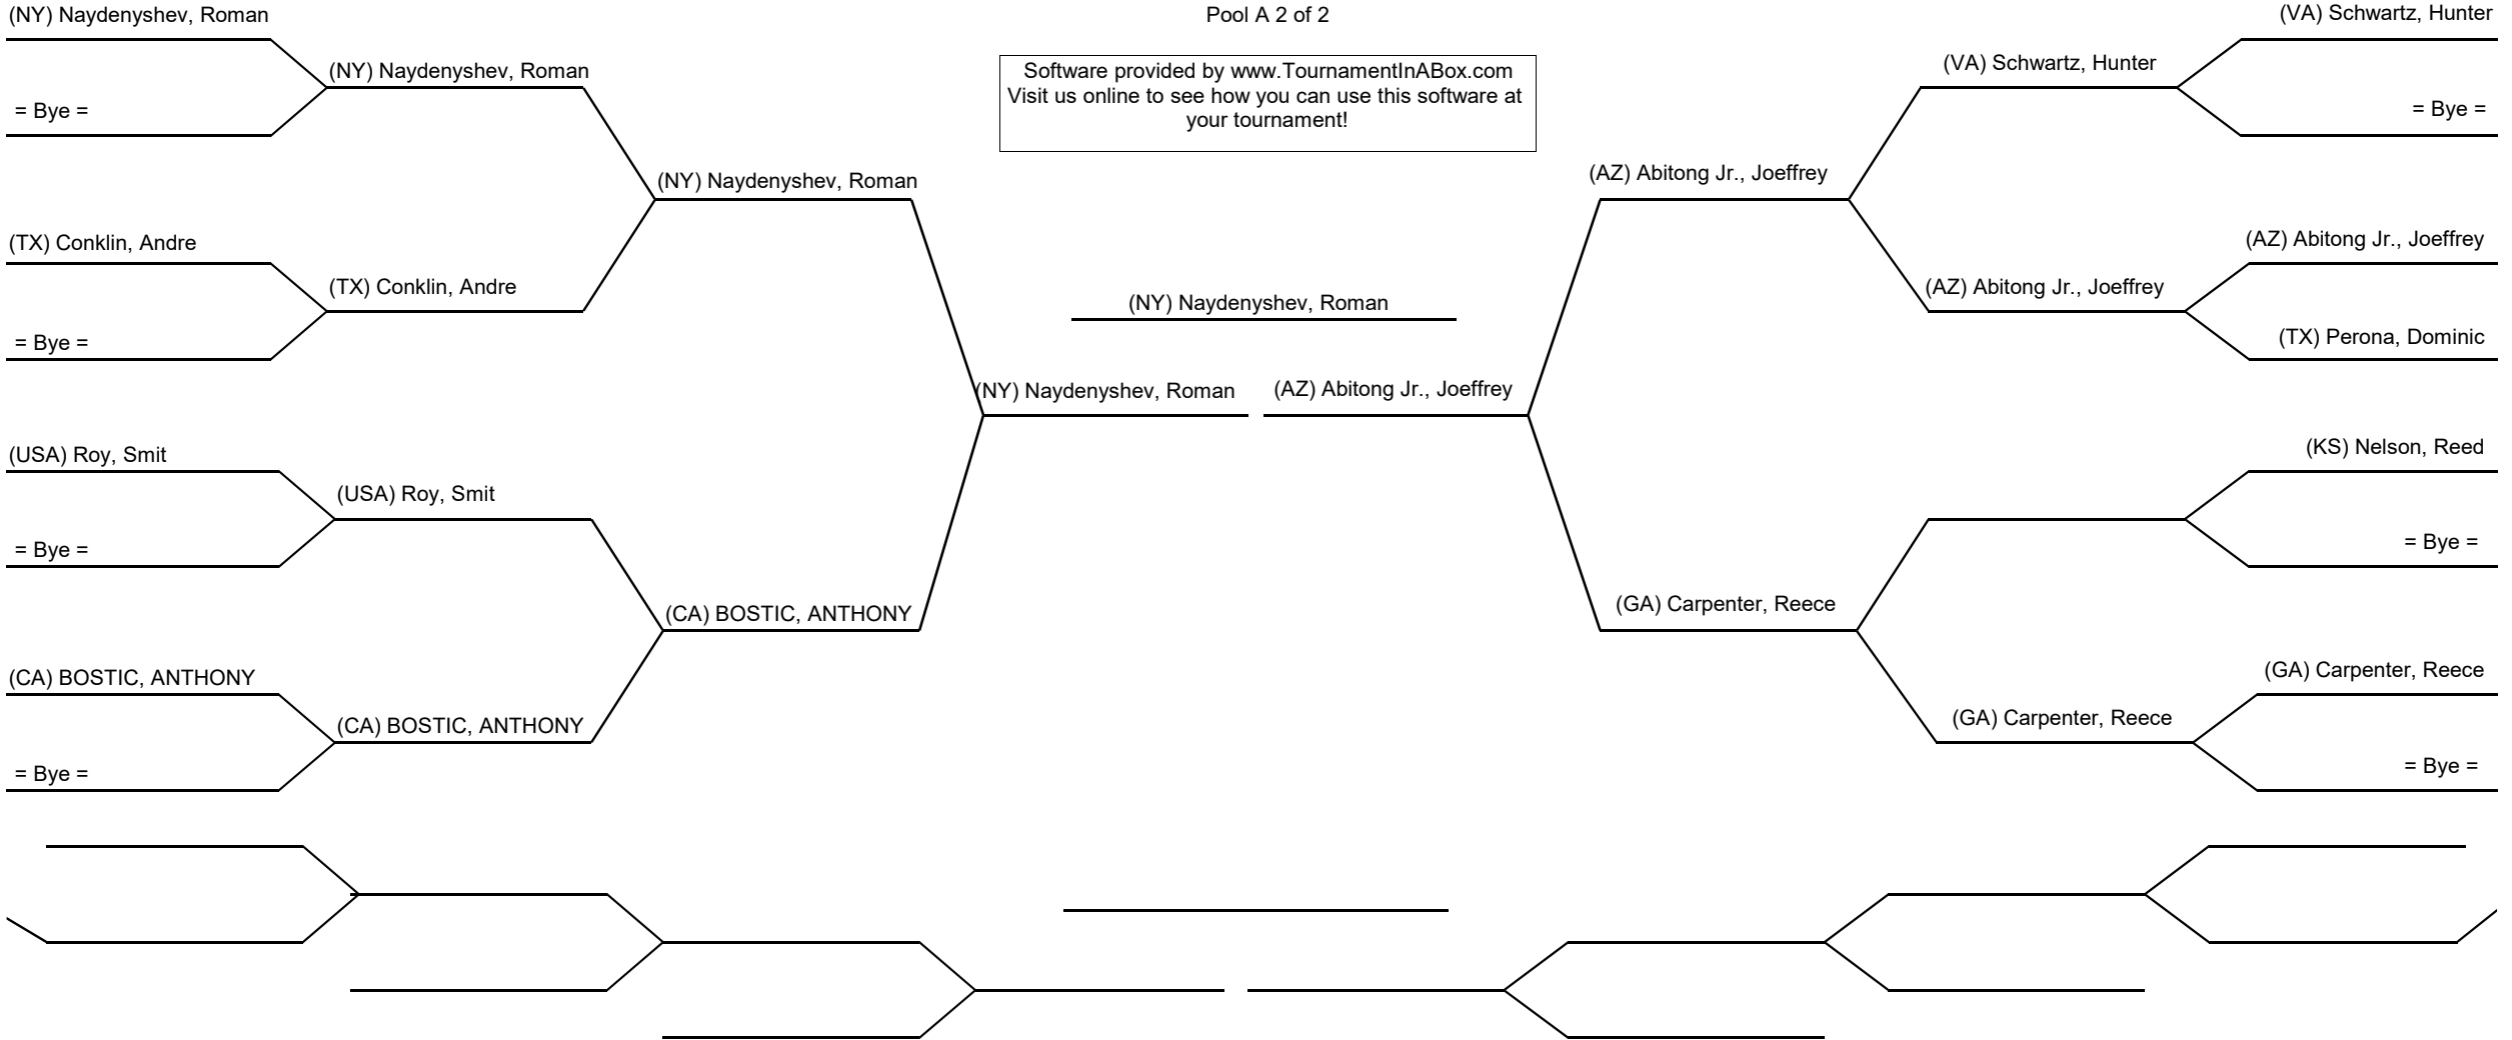 Pool A 2 of 2
Software provided by www.TournamentInABox.com
Visit us online to see how you can use this software at
your tournament!
(NY) Naydenyshev, Roman
= Bye =
(TX) Conklin, Andre
= Bye =
(USA) Roy, Smit
= Bye =
(CA) BOSTIC, ANTHONY
= Bye =
(NY) Naydenyshev, Roman
(TX) Conklin, Andre
(USA) Roy, Smit
(CA) BOSTIC, ANTHONY
(NY) Naydenyshev, Roman
(CA) BOSTIC, ANTHONY
(NY) Naydenyshev, Roman
(NY) Naydenyshev, Roman
(AZ) Abitong Jr., Joeffrey
(AZ) Abitong Jr., Joeffrey
(GA) Carpenter, Reece
(VA) Schwartz, Hunter
(AZ) Abitong Jr., Joeffrey
(GA) Carpenter, Reece
(VA) Schwartz, Hunter
= Bye =
(AZ) Abitong Jr., Joeffrey
(TX) Perona, Dominic
(KS) Nelson, Reed
= Bye =
(GA) Carpenter, Reece
= Bye =